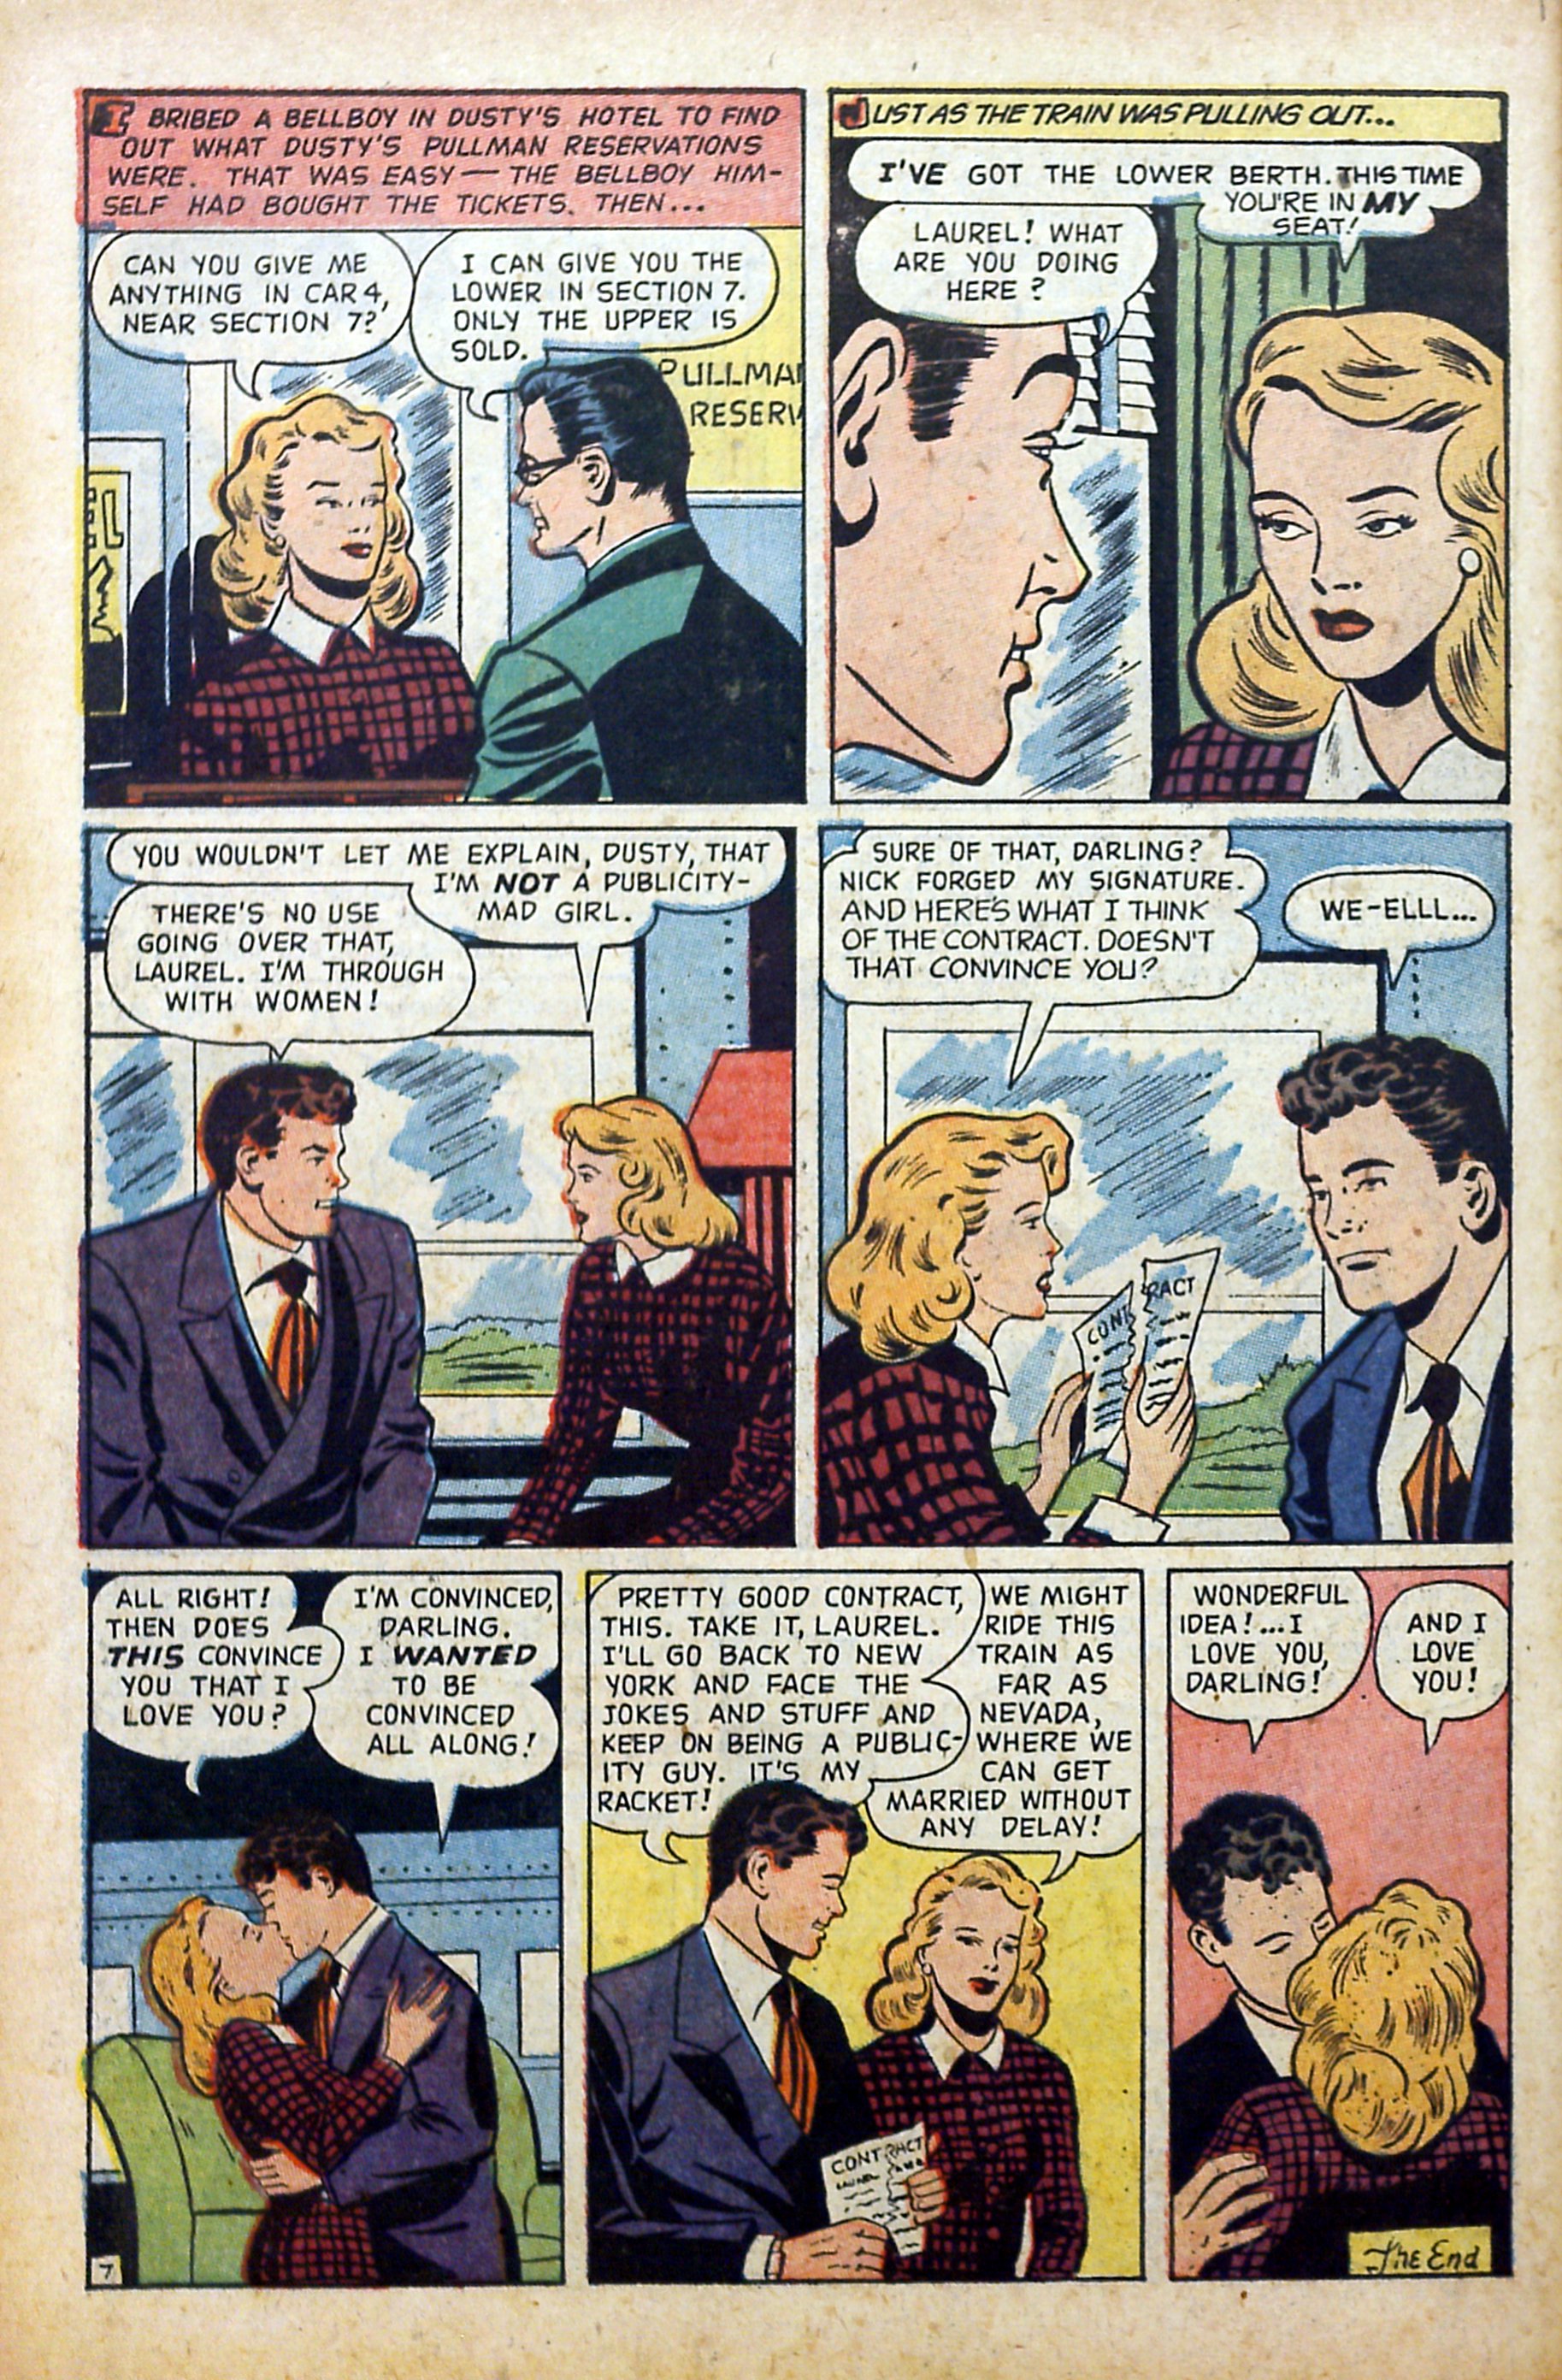 I BRIBED A BELLBOY IN DUSTY'S HOTEL TO FIND
OUT WHAT DUSTY'S PULLMAN RESERVATIONS
WERE. THAT WAS EASY — THE BELLBOY HIM-
SELF HAD BOUGHT THE TICKETS. THEN...
CAN YOU GIVE ME
ANYTHING IN CAR 4,
NEAR SECTION 7?
I CAN GIVE YOU THE
LOWER IN SECTION 7.
ONLY THE UPPER IS
SOLD.
PULLMA
RESERV
JUST AS THE TRAIN WAS PULLING OUT...
I'VE GOT THE LOWER BERTH. THIS TIME
YOU'RE IN MY
SEAT!
LAUREL! WHAT
ARE YOU DOING
HERE?
YOU WOULDN'T LET ME EXPLAIN, DUSTY, THAT
I'M NOT A PUBLICITY-
MAD GIRL.
THERE'S NO USE
GOING OVER THAT,
LAUREL. I'M THROUGH
WITH WOMEN!
SURE OF THAT, DARLING?
NICK FORGED MY SIGNATURE.
AND HERE'S WHAT I THINK
OF THE CONTRACT. DOESN'T
THAT CONVINCE YOU?
WE-ELLL...
CONT RACT
ALL RIGHT!
THEN DOES
THIS CONVINCE
YOU THAT I
LOVE YOU?
I'M CONVINCED,
DARLING.
I WANTED
TO BE
CONVINCED
ALL ALONG!
7
PRETTY GOOD CONTRACT,
THIS. TAKE IT, LAUREL.
I'LL GO BACK TO NEW
YORK AND FACE THE
JOKES AND STUFF AND
KEEP ON BEING A PUBLIC-
ITY GUY. IT'S MY
RACKET!
WE MIGHT
RIDE THIS
TRAIN AS
FAR AS
NEVADA,
WHERE WE
CAN GET
MARRIED WITHOUT
ANY DELAY!
CONTRACT
LAUREL
WONDERFUL
IDEA!...I
LOVE YOU,
DARLING!
AND I
LOVE
YOU!
The End